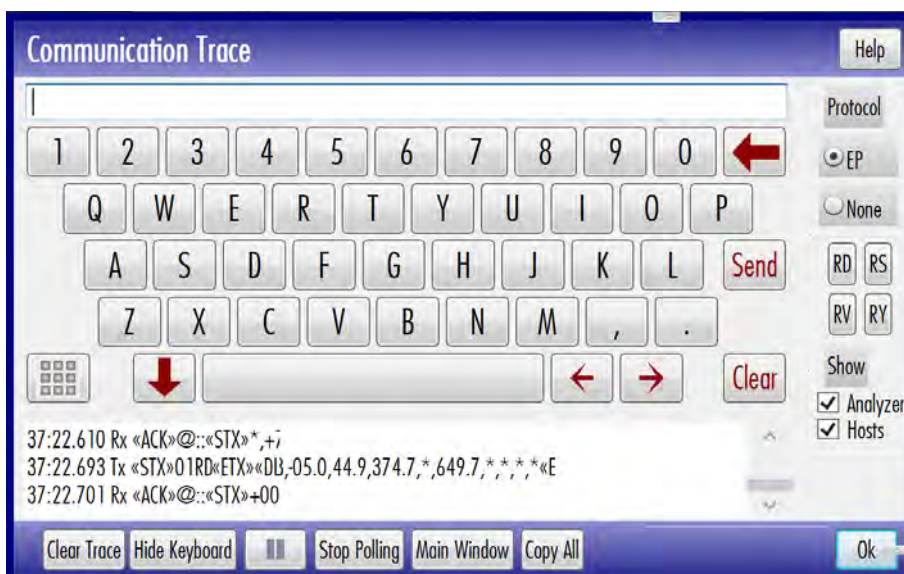 Communication Trace
Help
Protocol
1 2 3 4 5 6 7 8 9 0
EP
Q W E R T Y U I O P
None
A S D F G H J K L Send
RD RS
Z X C V B N M , .
RV RY
Clear
Show
Analyzer
Hosts
37:22.610 Rx «ACK»@::«STX»*,+
37:22.693 Tx «STX»01RD«ETX»«DB,-05.0,44.9,374.7,*,649.7,*,*,*,*«E
37:22.701 Rx «ACK»@::«STX»+00
Clear Trace Hide Keyboard Stop Polling Main Window Copy All Ok